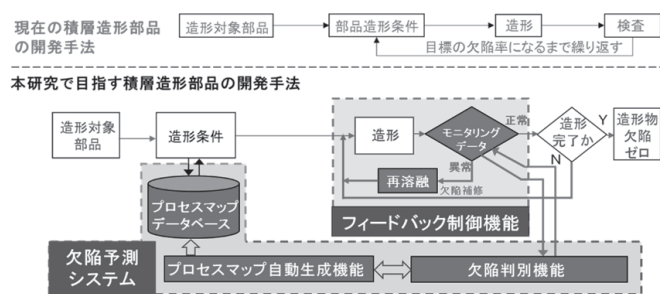 現在の積層造形部品
の開発手法
造形対象部品
部品造形条件
造形
検査
目標の欠陥率になるまで繰り返す
本研究で目指す積層造形部品の開発手法
造形対象
部品
造形条件
造形
モニタリング
データ
正常
造形
完了か
Y
N
造形物
欠陥
ゼロ
異常
再溶融
欠陥補修
フィードバック制御機能
プロセスマップ
データベース
欠陥予測
システム
プロセスマップ自動生成機能
欠陥判別機能